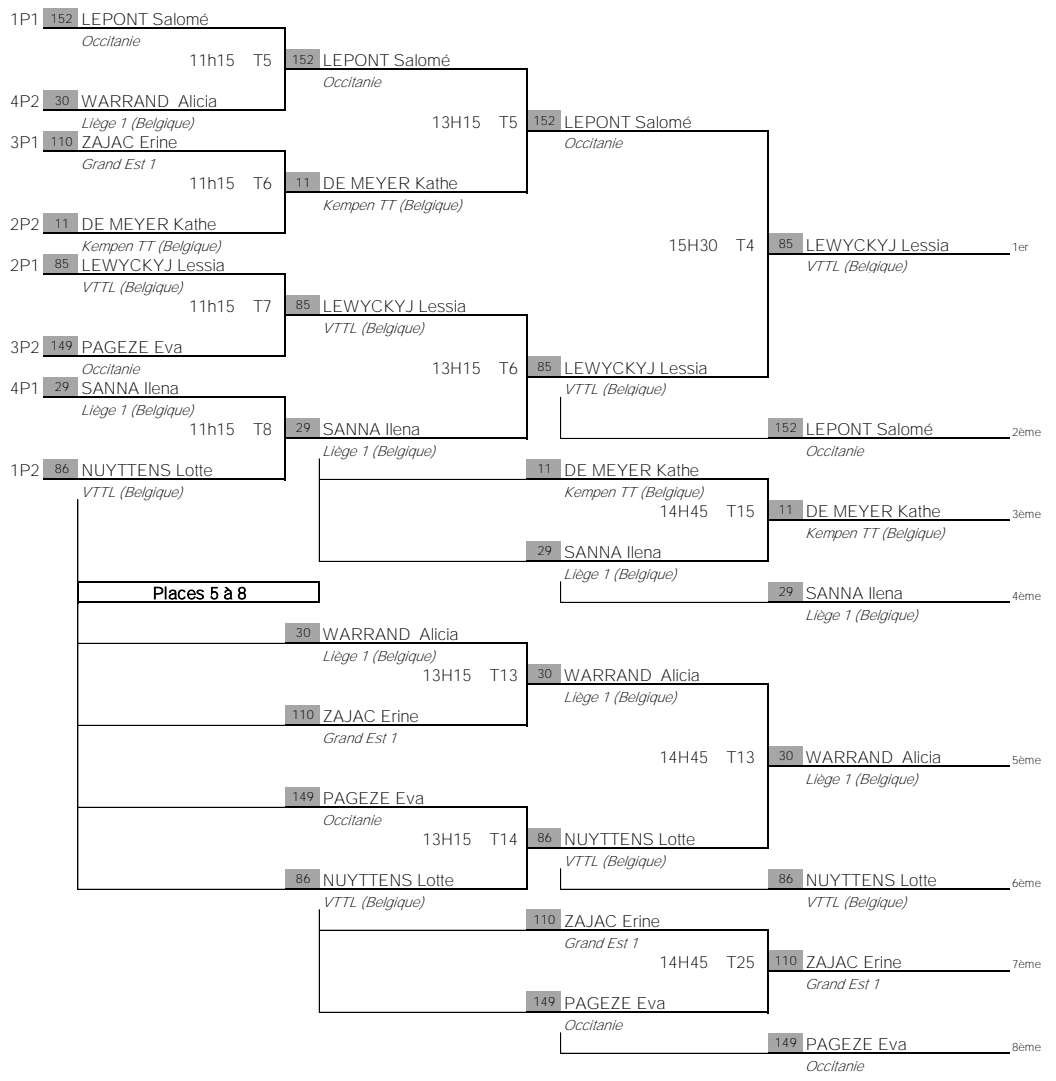 1P1 152 LEPONT Salomé
Occitanie
11h15 T5 152 LEPONT Salomé
Occitanie
4P2 30 WARRAND Alicia
Liège 1 (Belgique)
13H15 T5 152 LEPONT Salomé
Occitanie
3P1 110 ZAJAC Erine
Grand Est 1
11h15 T6 11 DE MEYER Kathe
Kempen TT (Belgique)
2P2 11 DE MEYER Kathe
Kempen TT (Belgique)
15H30 T4 85 LEWYCKYJ Lessia 1er
VTTL (Belgique)
2P1 85 LEWYCKYJ Lessia
VTTL (Belgique)
11h15 T7 85 LEWYCKYJ Lessia
VTTL (Belgique)
3P2 149 PAGEZE Eva
Occitanie
13H15 T6 85 LEWYCKYJ Lessia
VTTL (Belgique)
4P1 29 SANNA Ilena
Liège 1 (Belgique)
11h15 T8 29 SANNA Ilena
Liège 1 (Belgique)
152 LEPONT Salomé 2ème
Occitanie
1P2 86 NUYTTENS Lotte
VTTL (Belgique)
11 DE MEYER Kathe
Kempen TT (Belgique)
14H45 T15 11 DE MEYER Kathe 3ème
Kempen TT (Belgique)
29 SANNA Ilena
Liège 1 (Belgique)
29 SANNA Ilena 4ème
Liège 1 (Belgique)
Places 5 à 8
30 WARRAND Alicia
Liège 1 (Belgique)
13H15 T13 30 WARRAND Alicia
Liège 1 (Belgique)
110 ZAJAC Erine
Grand Est 1
14H45 T13 30 WARRAND Alicia 5ème
Liège 1 (Belgique)
149 PAGEZE Eva
Occitanie
13H15 T14 86 NUYTTENS Lotte
VTTL (Belgique)
86 NUYTTENS Lotte
VTTL (Belgique)
86 NUYTTENS Lotte 6ème
VTTL (Belgique)
110 ZAJAC Erine
Grand Est 1
14H45 T25 110 ZAJAC Erine 7ème
Grand Est 1
149 PAGEZE Eva
Occitanie
149 PAGEZE Eva 8ème
Occitanie